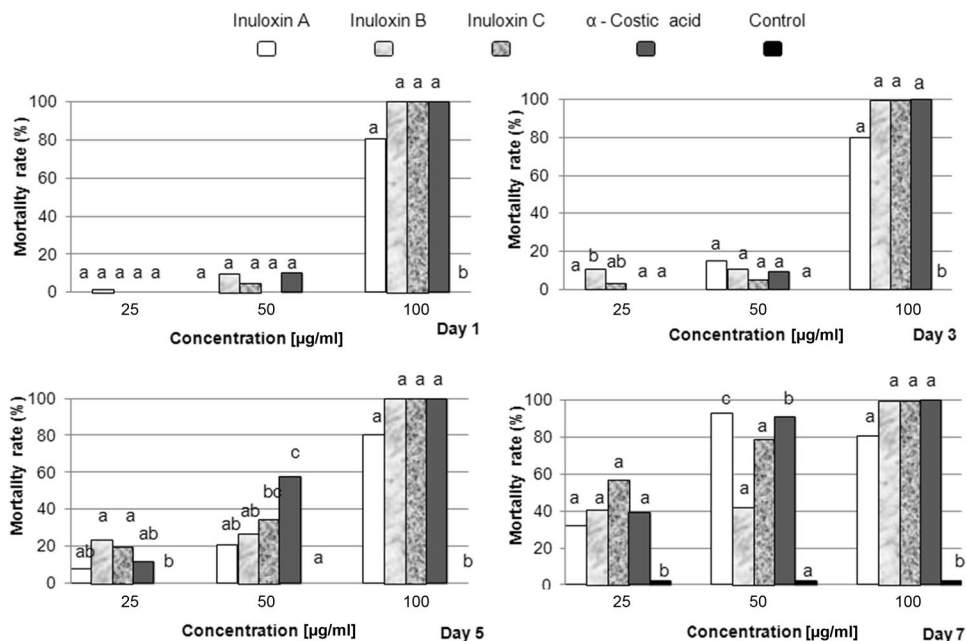 Inuloxin A Inuloxin B Inuloxin C α - Costic acid Control
Mortality rate (%)
100
80
60
40
20
0
a a a a a a a a a a a a a a b
25 50 100
Concentration [µg/ml] Day 1
Mortality rate (%)
100
80
60
40
20
0
a b ab a a a a a a a a a a a b
25 50 100
Concentration [µg/ml] Day 3
Mortality rate (%)
100
80
60
40
20
0
ab a a ab b ab ab bc c a a a a a b
25 50 100
Concentration [µg/ml] Day 5
Mortality rate (%)
100
80
60
40
20
0
a a a a b c a a b a a a a a b
25 50 100
Concentration [µg/ml] Day 7